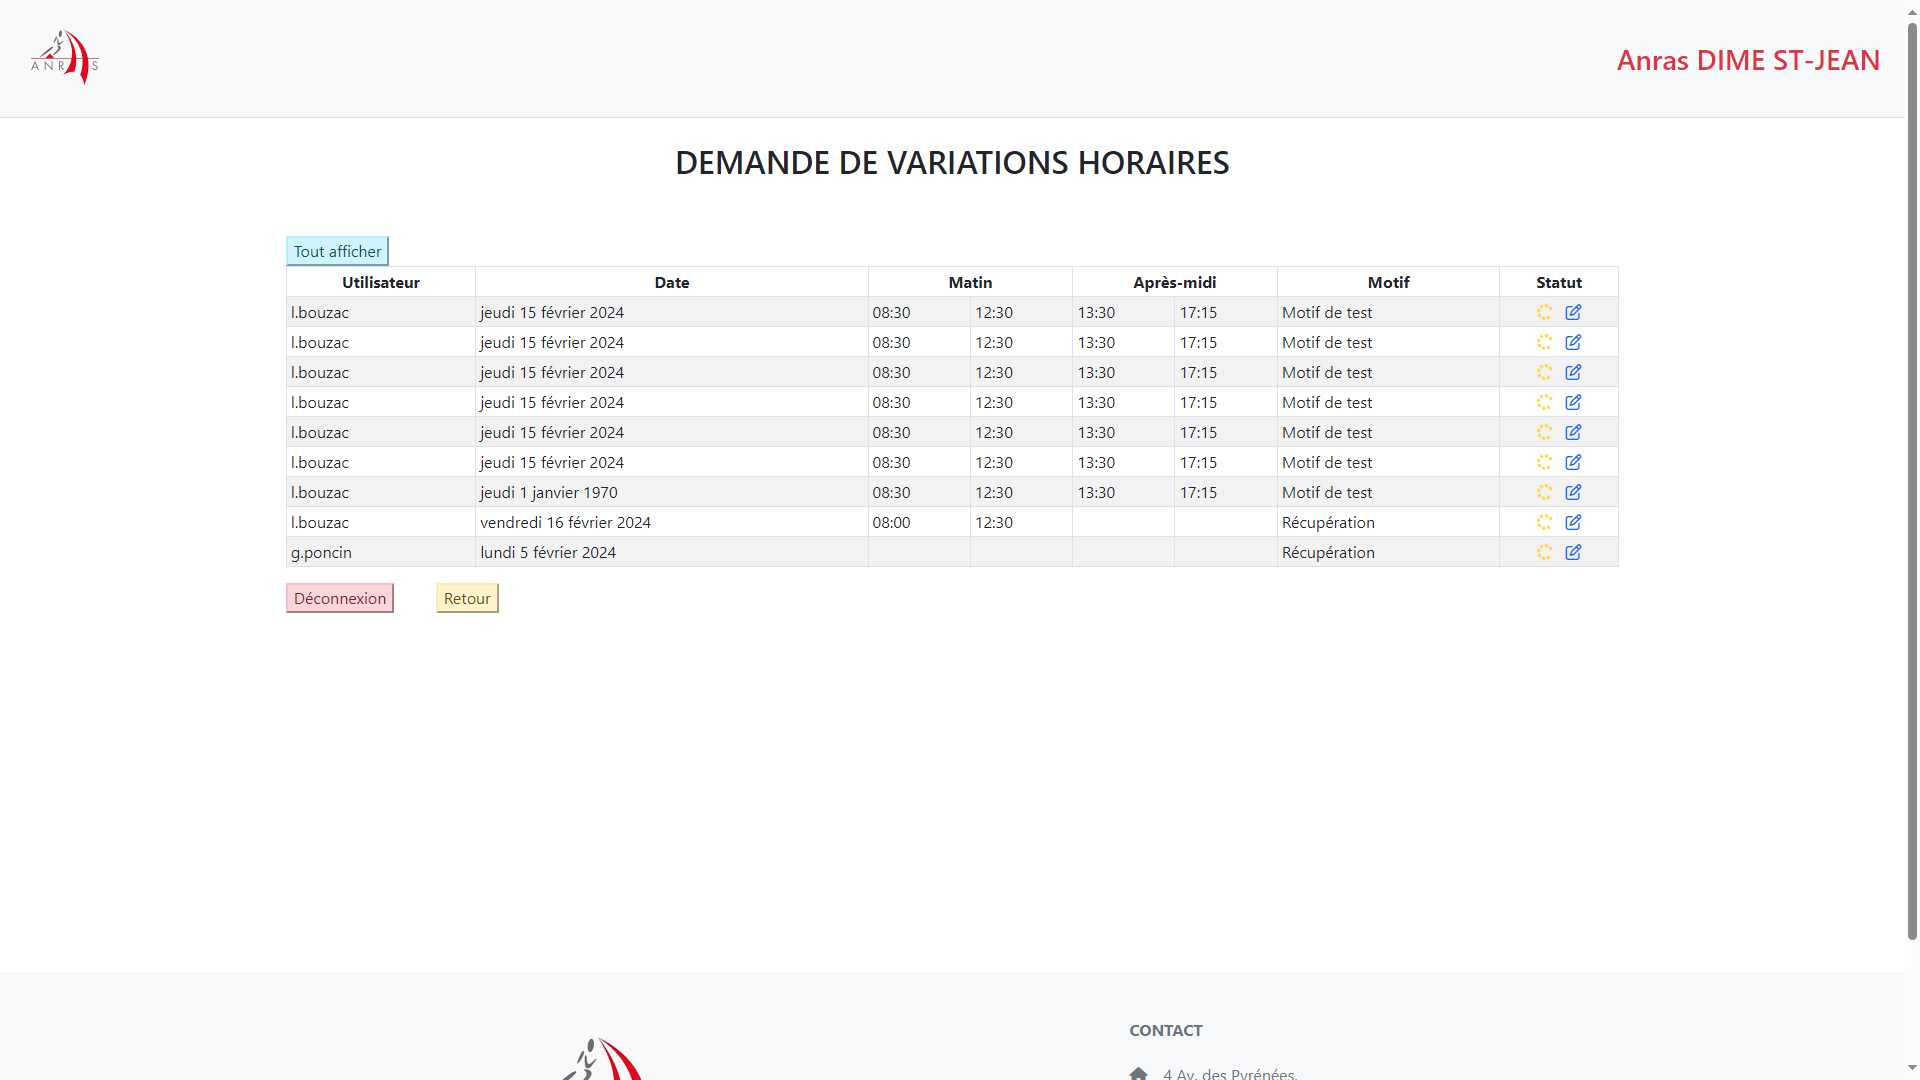 ANRAS
Anras DIME ST-JEAN
DEMANDE DE VARIATIONS HORAIRES
Tout afficher
Utilisateur Date Matin Après-midi Motif Statut
l.bouzac jeudi 15 février 2024 08:30 12:30 13:30 17:15 Motif de test
l.bouzac jeudi 15 février 2024 08:30 12:30 13:30 17:15 Motif de test
l.bouzac jeudi 15 février 2024 08:30 12:30 13:30 17:15 Motif de test
l.bouzac jeudi 15 février 2024 08:30 12:30 13:30 17:15 Motif de test
l.bouzac jeudi 15 février 2024 08:30 12:30 13:30 17:15 Motif de test
l.bouzac jeudi 15 février 2024 08:30 12:30 13:30 17:15 Motif de test
l.bouzac jeudi 1 janvier 1970 08:30 12:30 13:30 17:15 Motif de test
l.bouzac vendredi 16 février 2024 08:00 12:30 Récupération
g.poncin lundi 5 février 2024 Récupération
Déconnexion Retour
CONTACT
4 Av. des Pyrénées,